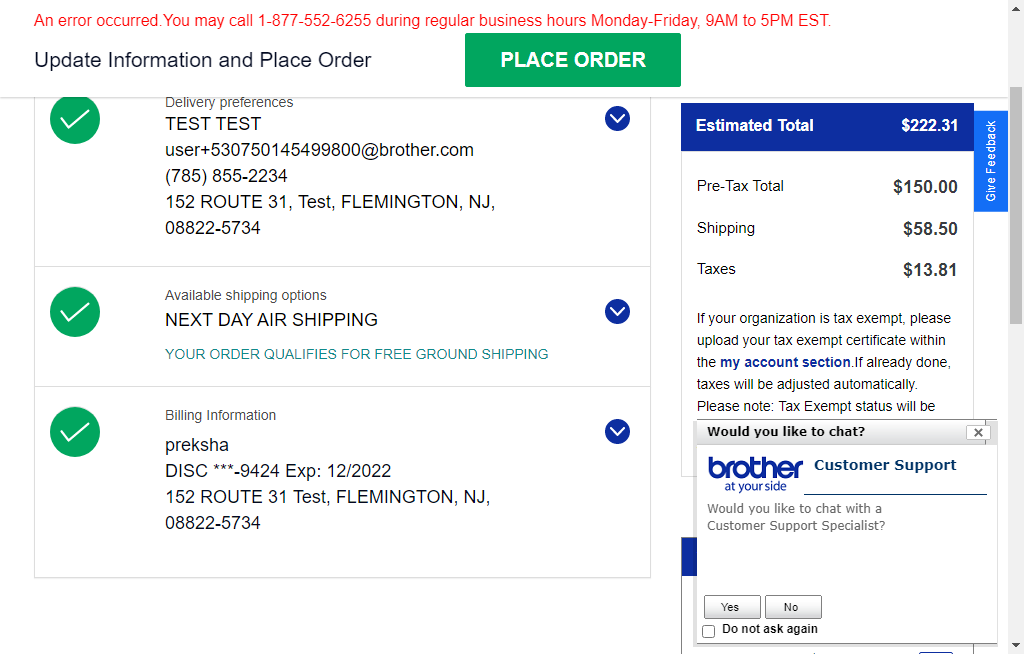 An error occurred.You may call 1-877-552-6255 during regular business hours Monday-Friday, 9AM to 5PM EST.
Update Information and Place Order
PLACE ORDER
Delivery preferences
TEST TEST
user+530750145499800@brother.com
(785) 855-2234
152 ROUTE 31, Test, FLEMINGTON, NJ,
08822-5734
Available shipping options
NEXT DAY AIR SHIPPING
YOUR ORDER QUALIFIES FOR FREE GROUND SHIPPING
Billing Information
preksha
DISC ***-9424 Exp: 12/2022
152 ROUTE 31 Test, FLEMINGTON, NJ,
08822-5734
Estimated Total $222.31
Pre-Tax Total $150.00
Shipping $58.50
Taxes $13.81
If your organization is tax exempt, please
upload your tax exempt certificate within
the my account section.If already done,
taxes will be adjusted automatically.
Please note: Tax Exempt status will be
Give Feedback
Would you like to chat?
brother
at your side
Customer Support
Would you like to chat with a
Customer Support Specialist?
Yes No
Do not ask again